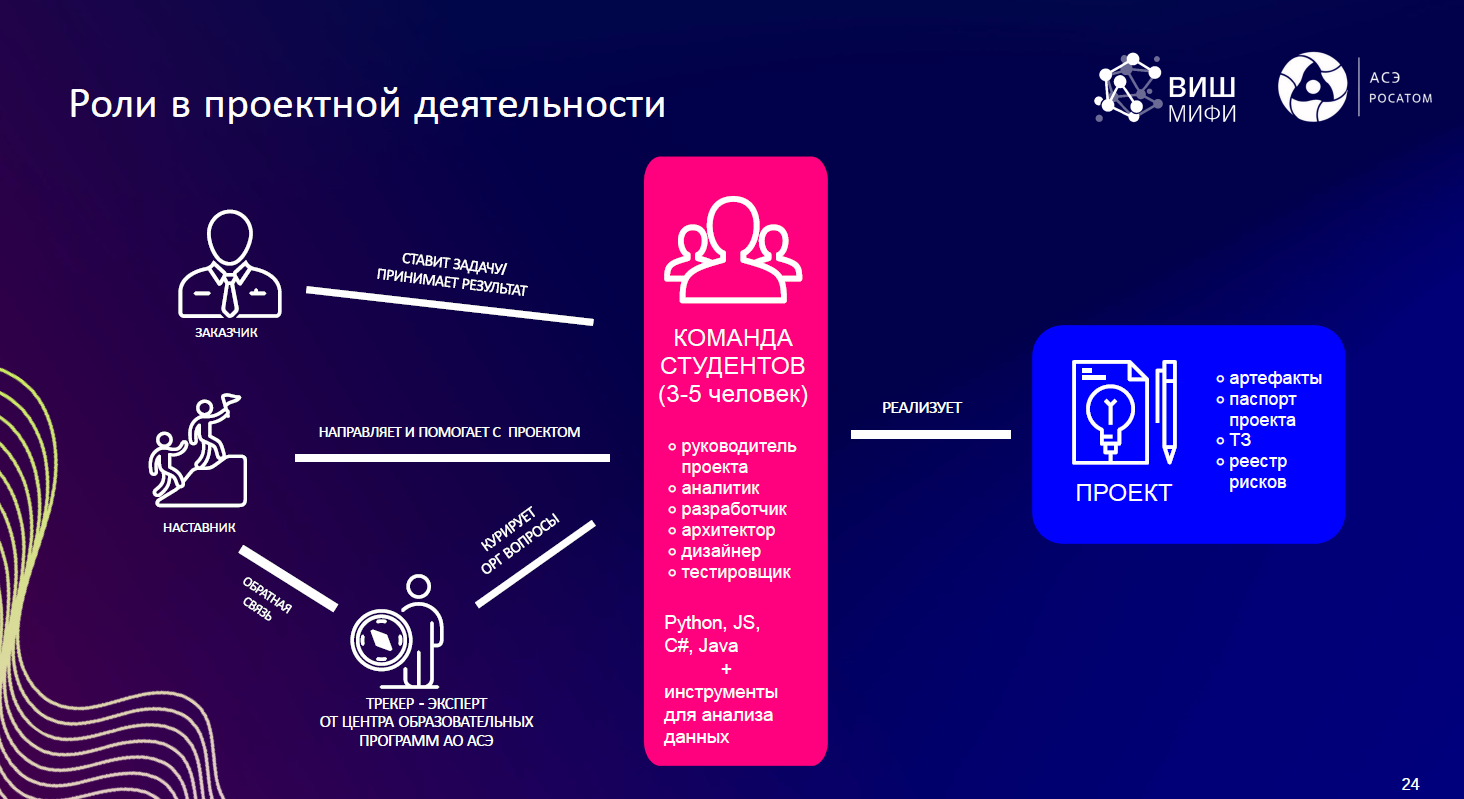 Роли в проектной деятельности
ВИШ
МИФИ
АСЭ
РОСАТОМ
СТАВИТ ЗАДАЧУ/
ПРИНИМАЕТ РЕЗУЛЬТАТ
ЗАКАЗЧИК
НАПРАВЛЯЕТ И ПОМОГАЕТ С ПРОЕКТОМ
НАСТАВНИК
КУРИРУЕТ
ОРГ ВОПРОСЫ
ОБРАТНАЯ
СВЯЗЬ
ТРЕКЕР - ЭКСПЕРТ
ОТ ЦЕНТРА ОБРАЗОВАТЕЛЬНЫХ
ПРОГРАММ АО АСЭ
КОМАНДА
СТУДЕНТОВ
(3-5 человек)
руководитель
проекта
аналитик
разработчик
архитектор
дизайнер
тестировщик
Python, JS,
C#, Java
+
инструменты
для анализа
данных
РЕАЛИЗУЕТ
ПРОЕКТ
артефакты
паспорт
проекта
ТЗ
реестр
рисков
24